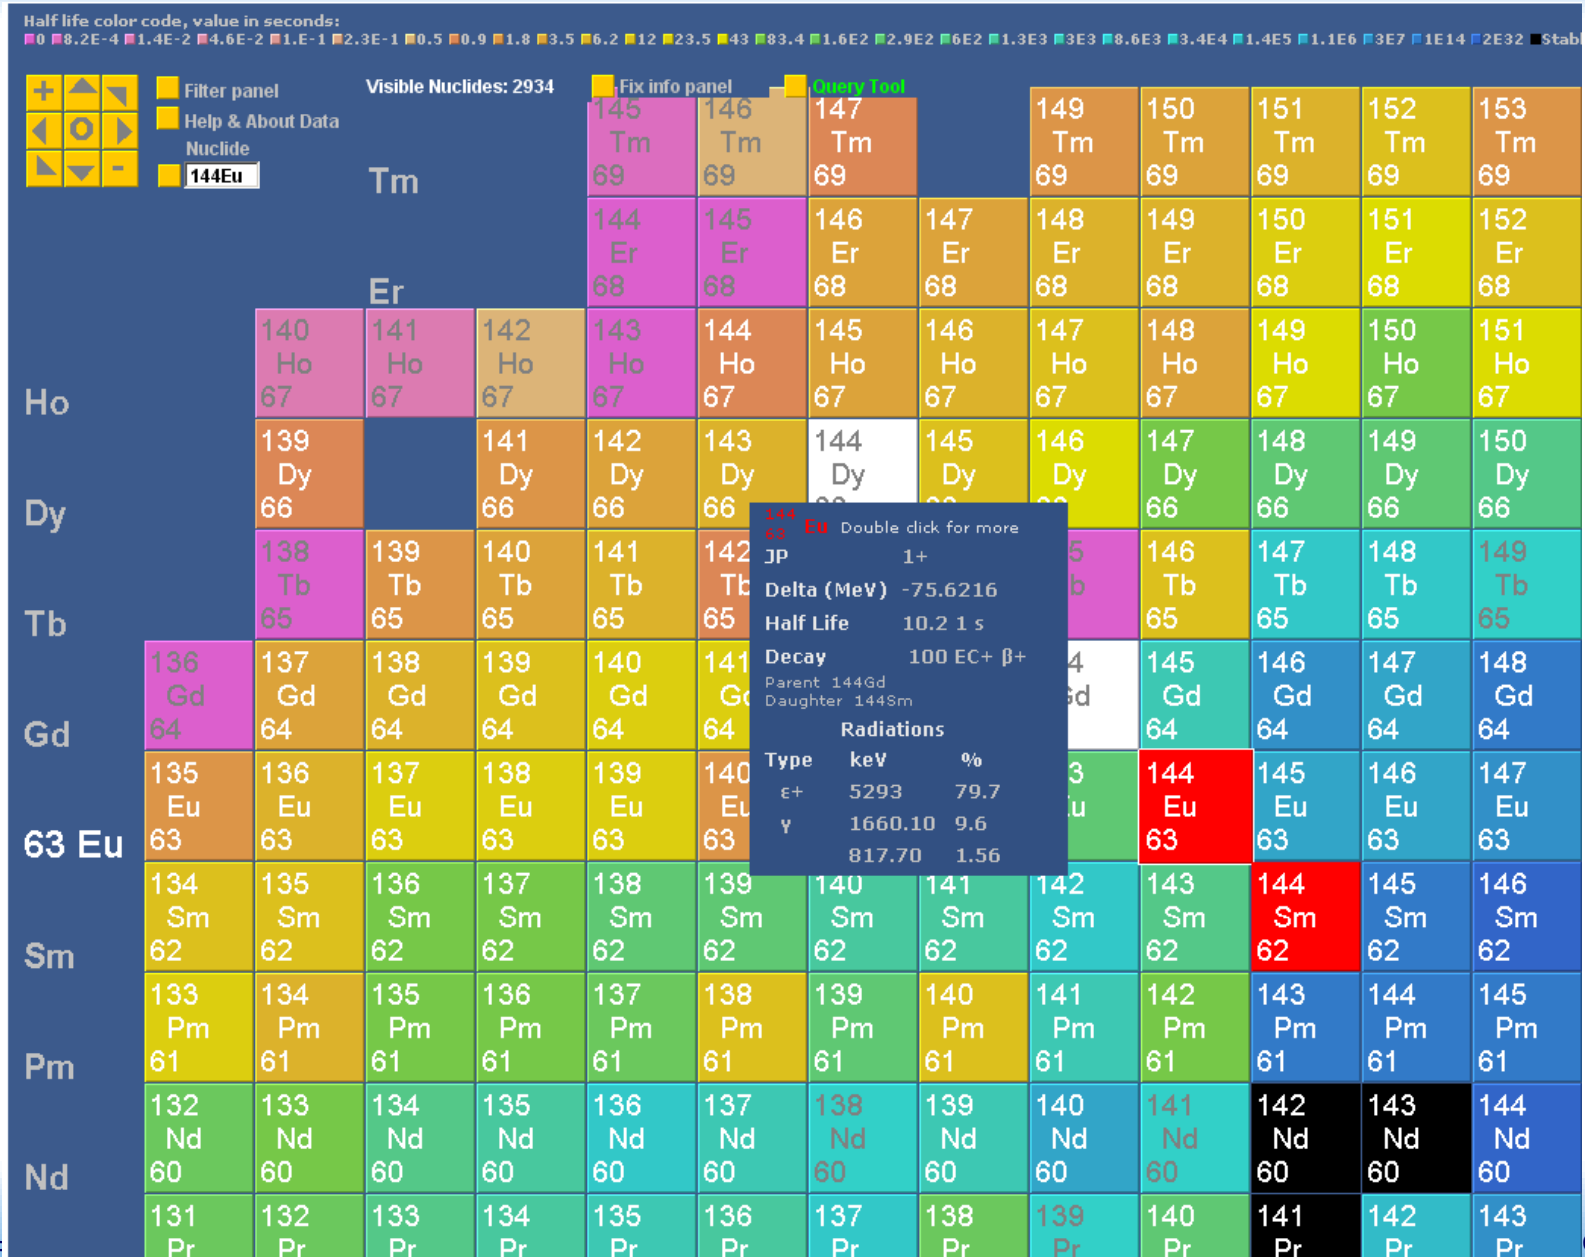 Half life color code, value in seconds:
0 8.2E-4 1.4E-2 4.6E-2 1.E-1 2.3E-1 0.5 0.9 1.8 3.5 6.2 12 23.5 43 83.4 1.6E2 2.9E2 6E2 1.3E3 3E3 8.6E3 3.4E4 1.4E5 1.1E6 3E7 1E14 2E32 Stabl
+ Filter panel Visible Nuclides: 2934 Fix info panel Query Tool
Help & About Data
Nuclide
- 144Eu
145 146 147 149 150 151 152 153
Tm Tm Tm Tm Tm Tm Tm Tm
Tm 69 69 69 69 69 69 69 69
144 145 146 147 148 149 150 151 152
Er Er Er Er Er Er Er Er Er
Er 68 68 68 68 68 68 68 68 68
140 141 142 143 144 145 146 147 148 149 150 151
Ho Ho Ho Ho Ho Ho Ho Ho Ho Ho Ho Ho
Ho 67 67 67 67 67 67 67 67 67 67 67 67
139 141 142 143 144 145 146 147 148 149 150
Dy Dy Dy Dy Dy Dy Dy Dy Dy Dy Dy
Dy 66 66 66 66 66 66 66 66
144
63 Eu Double click for more
JP 1+
Delta (MeV) -75.6216
Half Life 10.2 1 s
Decay 100 EC+ β+
Parent 144Gd
Daughter 144Sm
Radiations
Type keV %
ε+ 5293 79.7
γ 1660.10 9.6
817.70 1.56
138 139 140 141 142 5 146 147 148 149
Tb Tb Tb Tb Tb b Tb Tb Tb Tb
Tb 65 65 65 65 65 65 65 65 65
136 137 138 139 140 141 4 145 146 147 148
Gd Gd Gd Gd Gd Gd Gd Gd Gd Gd
Gd 64 64 64 64 64 64 64 64 64 64
135 136 137 138 139 140 3 144 145 146 147
Eu Eu Eu Eu Eu Eu u Eu Eu Eu Eu
63 Eu 63 63 63 63 63 63 63 63 63 63
134 135 136 137 138 139 140 141 142 143 144 145 146
Sm Sm Sm Sm Sm Sm Sm Sm Sm Sm Sm Sm Sm
Sm 62 62 62 62 62 62 62 62 62 62 62 62 62
133 134 135 136 137 138 139 140 141 142 143 144 145
Pm Pm Pm Pm Pm Pm Pm Pm Pm Pm Pm Pm Pm
Pm 61 61 61 61 61 61 61 61 61 61 61 61 61
132 133 134 135 136 137 138 139 140 141 142 143 144
Nd Nd Nd Nd Nd Nd Nd Nd Nd Nd Nd Nd Nd
Nd 60 60 60 60 60 60 60 60 60 60 60 60 60
131 132 133 134 135 136 137 138 139 140 141 142 143
Pr Pr Pr Pr Pr Pr Pr Pr Pr Pr Pr Pr Pr